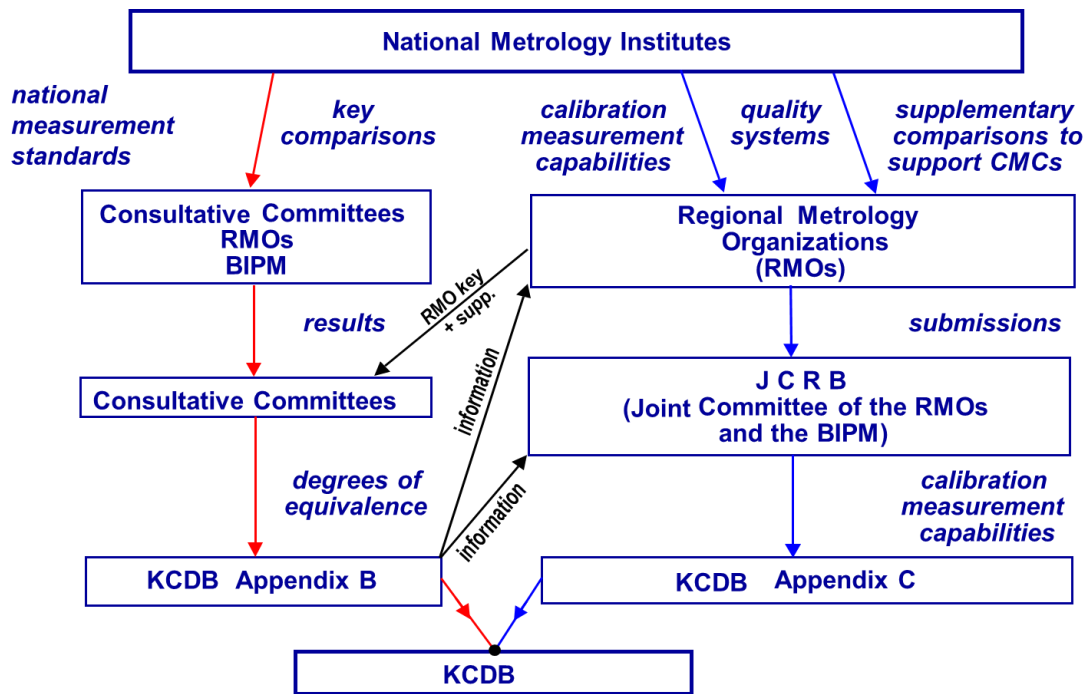 National Metrology Institutes
national
measurement
standards
key
comparisons
calibration
measurement
capabilities
quality
systems
supplementary
comparisons to
support CMCs
Consultative Committees
RMOs
BIPM
Regional Metrology
Organizations
(RMOs)
results
RMO key
+ supp.
submissions
Consultative Committees
information
J C R B
(Joint Committee of the RMOs
and the BIPM)
degrees of
equivalence
information
calibration
measurement
capabilities
KCDB Appendix B
KCDB Appendix C
KCDB